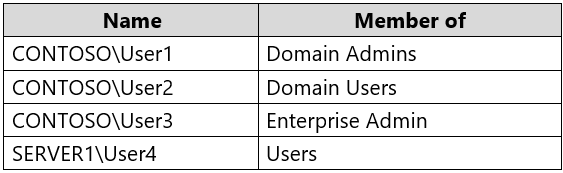 Name Member of
CONTOSO\User1 Domain Admins
CONTOSO\User2 Domain Users
CONTOSO\User3 Enterprise Admin
SERVER1\User4 Users